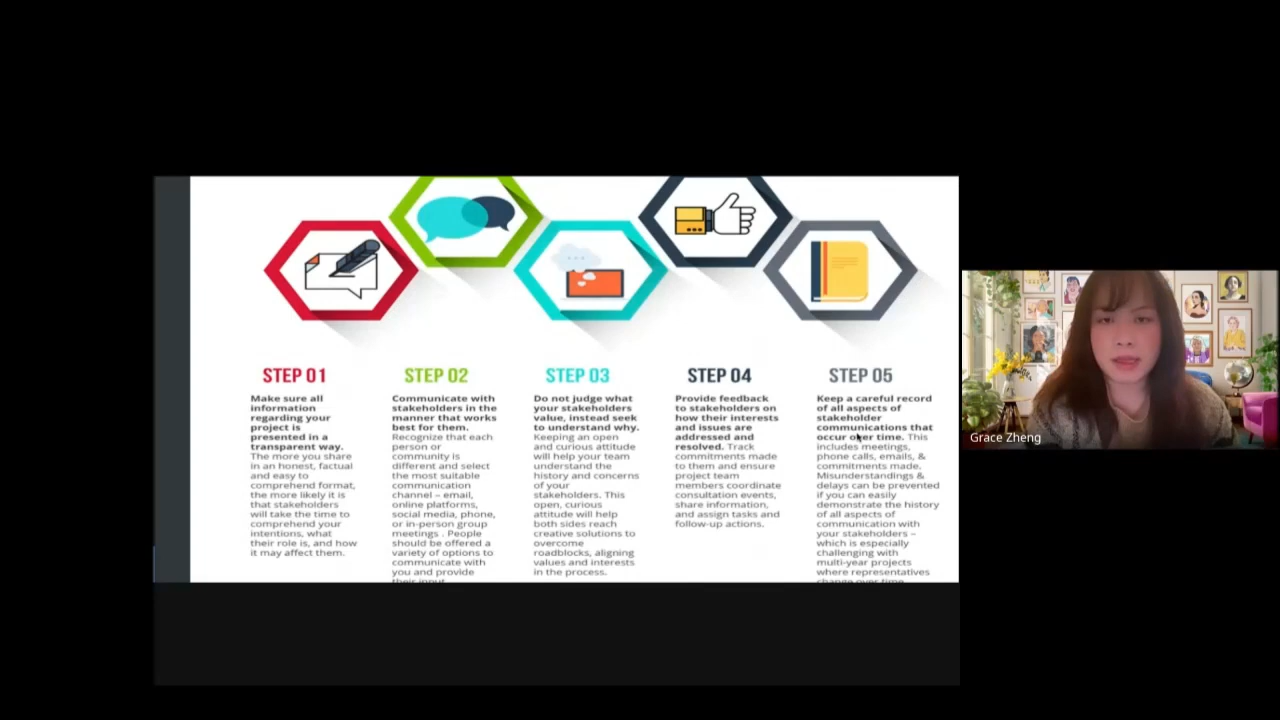 STEP 01
Make sure all
information
regarding your
project is
presented in a
transparent way.
The more you share
in an honest, factual
and easy to
comprehend format,
the more likely it is
that stakeholders
will take the time to
comprehend your
intentions, what
their role is, and how
it may affect them.
STEP 02
Communicate with
stakeholders in the
manner that works
best for them.
Recognize that each
person or
community is
different and select
the most suitable
communication
channel – email,
online platforms,
social media, phone,
or in-person group
meetings . People
should be offered a
variety of options to
communicate with
you and provide
their input
STEP 03
Do not judge what
your stakeholders
value, instead seek
to understand why.
Keeping an open
and curious attitude
will help your team
understand the
history and concerns
of your
stakeholders. This
open, curious
attitude will help
both sides reach
creative solutions to
overcome
roadblocks, aligning
values and interests
in the process.
STEP 04
Provide feedback
to stakeholders on
how their interests
and issues are
addressed and
resolved. Track
commitments made
to them and ensure
project team
members coordinate
consultation events,
share information,
and assign tasks and
follow-up actions.
STEP 05
Keep a careful record
of all aspects of
stakeholder
communications that
occur over time. This
includes meetings,
phone calls, emails, &
commitments made.
Misunderstandings &
delays can be prevented
if you can easily
demonstrate the history
of all aspects of
communication with
your stakeholders –
which is especially
challenging with
multi-year projects
where representatives
change over time
Grace Zheng